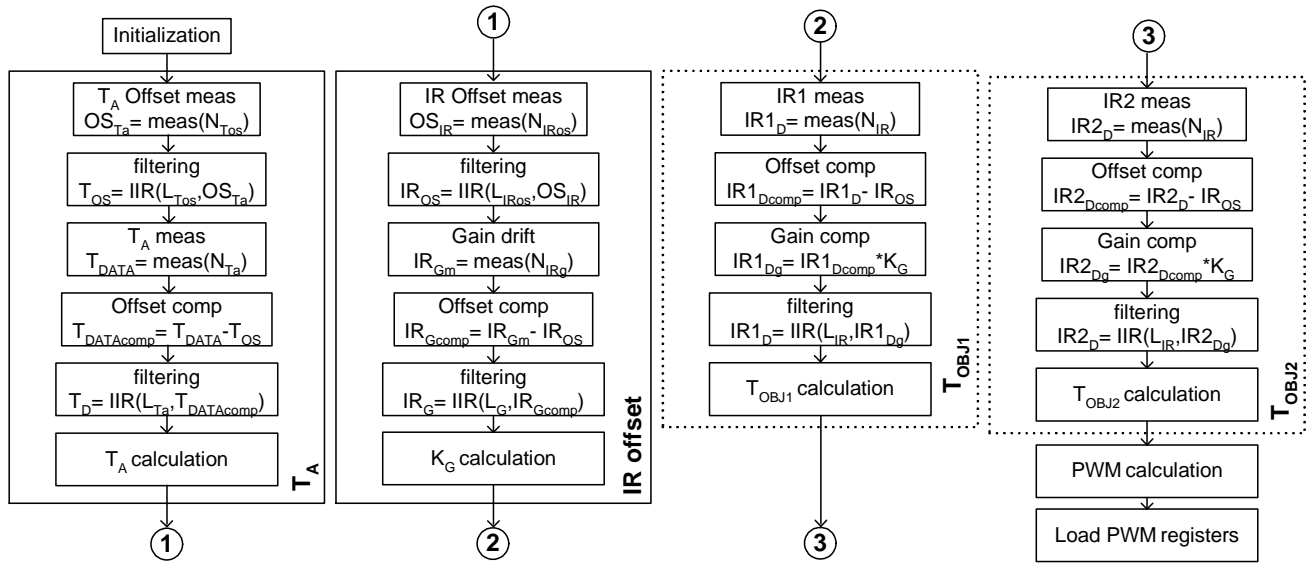 Initialization
T_A Offset meas
OS_Ta= meas(N_Tos)
filtering
T_OS= IIR(L_Tos,OS_Ta)
T_A meas
T_DATA= meas(N_Ta)
Offset comp
T_DATAcomp= T_DATA-T_OS
filtering
T_D= IIR(L_Ta,T_DATAcomp)
T_A calculation
T_A
1
1
IR Offset meas
OS_IR= meas(N_IRos)
filtering
IR_OS= IIR(L_IRos,OS_IR)
Gain drift
IR_Gm= meas(N_IRg)
Offset comp
IR_Gcomp= IR_Gm- IR_OS
filtering
IR_G= IIR(L_G,IR_Gcomp)
K_G calculation
IR offset
2
2
IR1 meas
IR1_D= meas(N_IR)
Offset comp
IR1_Dcomp= IR1_D- IR_OS
Gain comp
IR1_Dg= IR1_Dcomp*K_G
filtering
IR1_D= IIR(L_IR,IR1_Dg)
T_OBJ1 calculation
T_OBJ1
3
3
IR2 meas
IR2_D= meas(N_IR)
Offset comp
IR2_Dcomp= IR2_D- IR_OS
Gain comp
IR2_Dg= IR2_Dcomp*K_G
filtering
IR2_D= IIR(L_IR,IR2_Dg)
T_OBJ2 calculation
T_OBJ2
PWM calculation
Load PWM registers